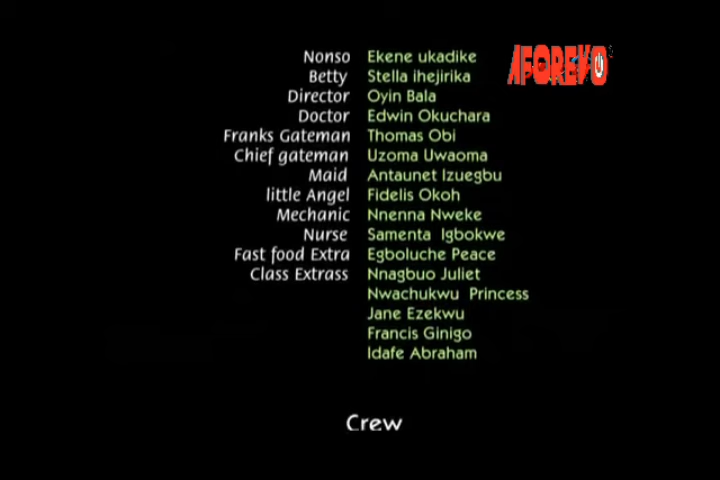 AFOREVO
Nonso Ekene ukadike
Betty Stella ihejirika
Director Oyin Bala
Doctor Edwin Okuchara
Franks Gateman Thomas Obi
Chief gateman Uzoma Uwaoma
Maid Antaunet Izuegbu
little Angel Fidelis Okoh
Mechanic Nnenna Nweke
Nurse Samenta Igbokwe
Fast food Extra Egboluche Peace
Class Extrass Nnagbuo Juliet
Nwachukwu Princess
Jane Ezekwu
Francis Ginigo
Idafe Abraham
Crew